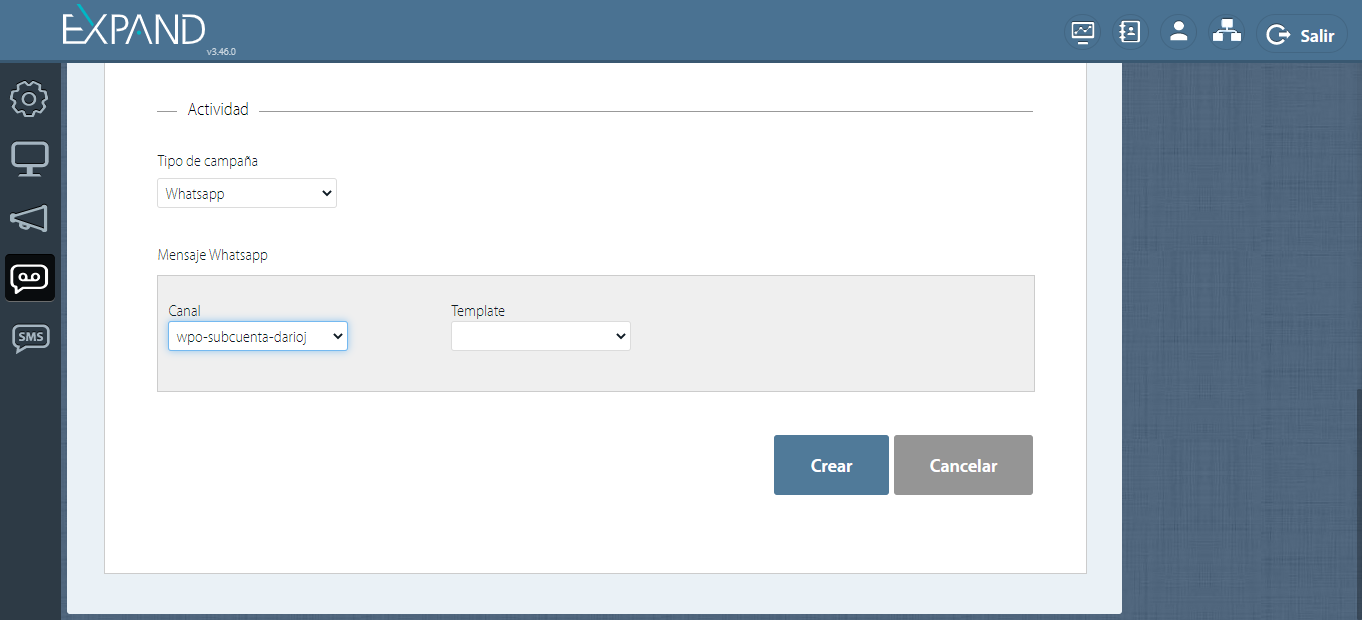 EXPAND
v3.46.0
Salir
Actividad
Tipo de campaña
Whatsapp
Mensaje Whatsapp
Canal
Template
wpo-subcuenta-darioj
Crear
Cancelar
SMS